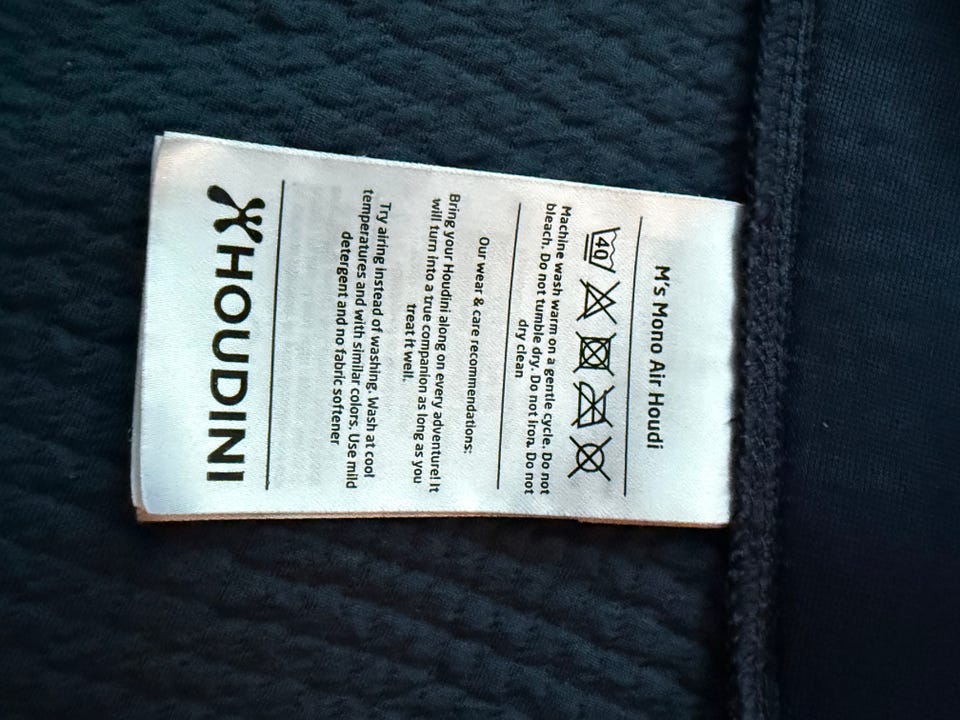 M's Mono Air Houdi
40
Machine wash warm on a gentle cycle. Do not
bleach. Do not tumble dry. Do not iron. Do not
dry clean
Our wear & care recommendations:
Bring your Houdini along on every adventure! It
will turn into a true companion as long as you
treat it well.
Try airing instead of washing. Wash at cool
temperatures and with similar colors. Use mild
detergent and no fabric softener
HOUDINI